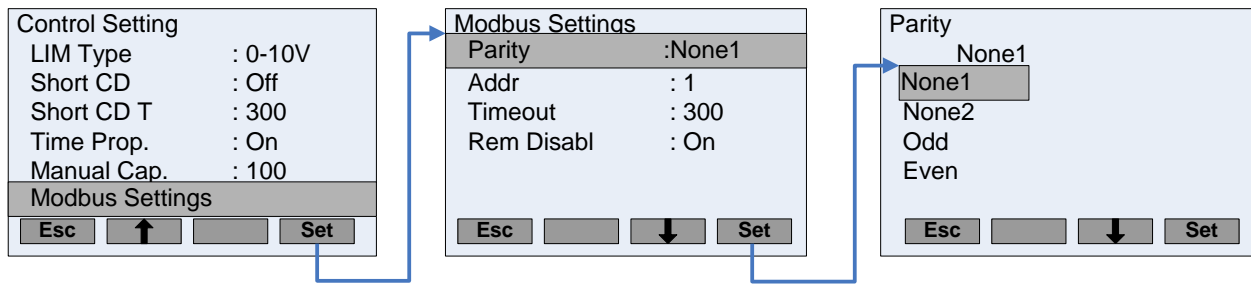 Control Setting
LIM Type : 0-10V
Short CD : Off
Short CD T : 300
Time Prop. : On
Manual Cap. : 100
Modbus Settings
Esc Set
Modbus Settings
Parity :None1
Addr : 1
Timeout : 300
Rem Disabl : On
Esc Set
Parity
None1
None1
None2
Odd
Even
Esc Set